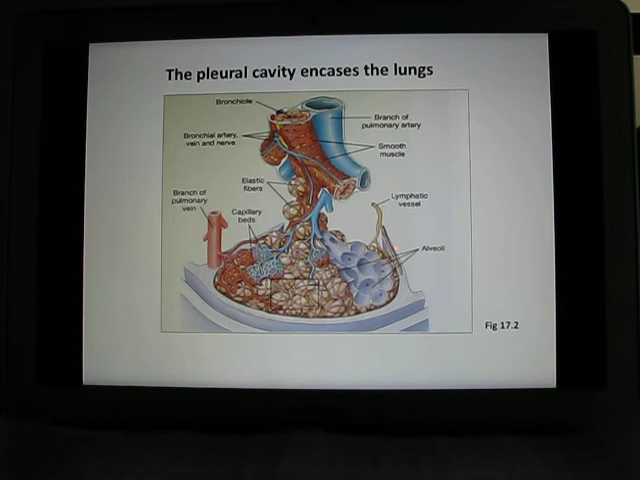 The pleural cavity encases the lungs
Bronchiole
Branch of
pulmonary artery
Bronchial artery,
vein and nerve
Smooth
muscle
Elastic
fibers
Branch of
pulmonary
vein
Capillary
beds
Lymphatic
vessel
Alveoli
Fig 17.2